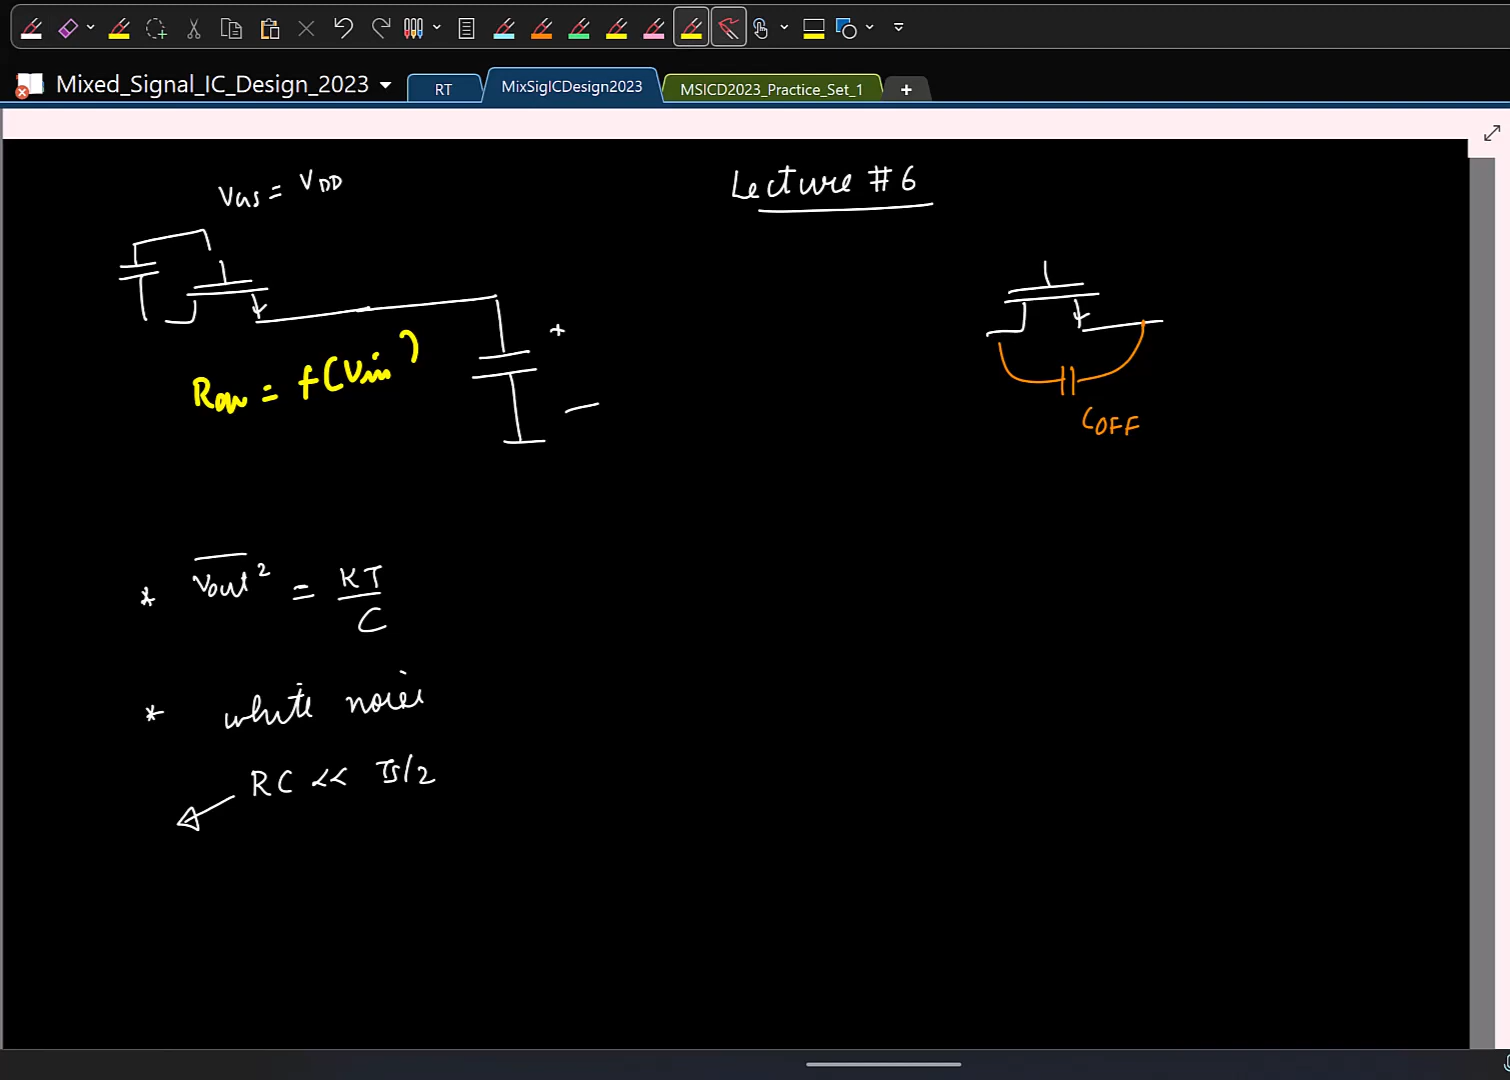 Mixed_Signal_IC_Design_2023
RT
MixSigICDesign2023
MSICD2023_Practice_Set_1
+
Lecture #6
VGS = VDD
+
Ron = f(Vin)
—
COFF
* Vout² = KT/C
* white noise
RC << Ts/2